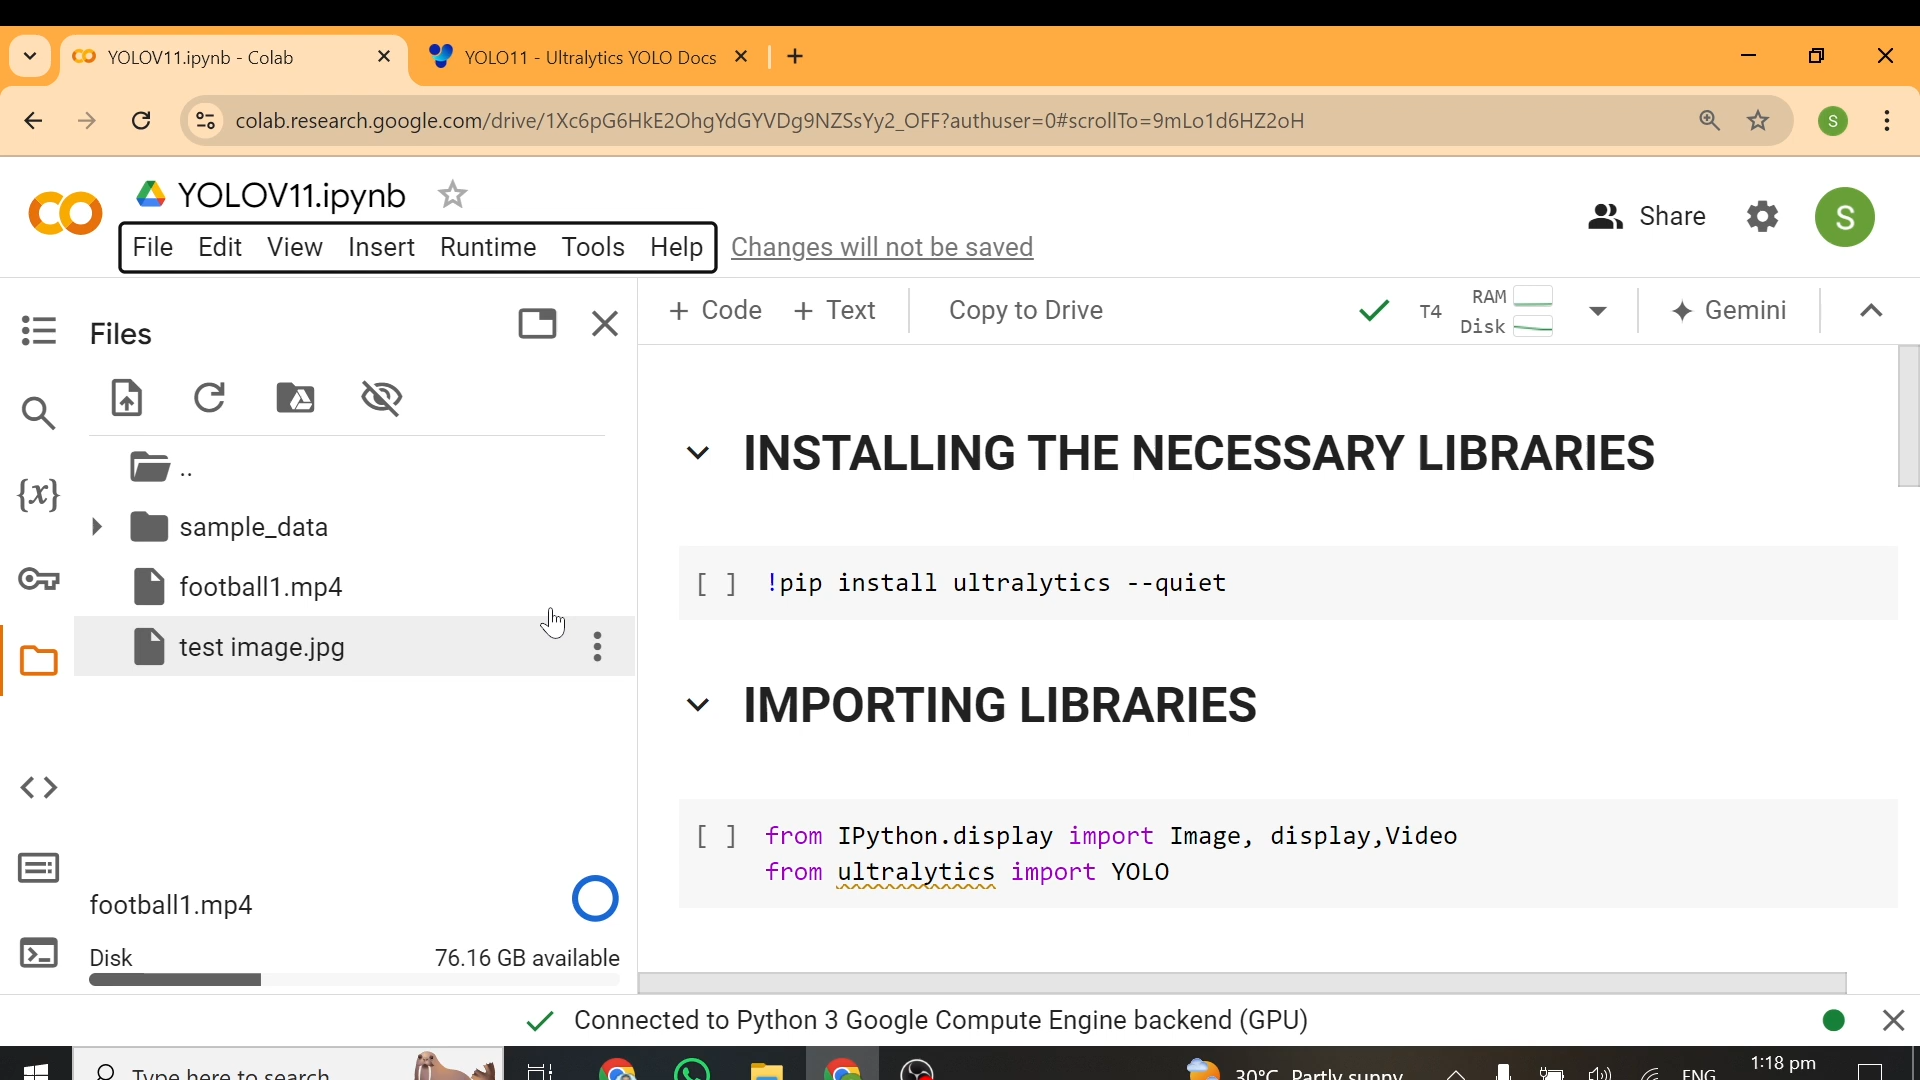 YOLOV11.ipynb - Colab
YOLO11 - Ultralytics YOLO Docs
colab.research.google.com/drive/1Xc6pG6HkE2OhgYdGYVDg9NZSsYy2_OFF?authuser=0#scrollTo=9mLo1d6HZ2oH
S
YOLOV11.ipynb
File Edit View Insert Runtime Tools Help Changes will not be saved
Share
S
Files
+ Code + Text
Copy to Drive
T4
RAM
Disk
Gemini
..
sample_data
football1.mp4
test image.jpg
{x}
INSTALLING THE NECESSARY LIBRARIES
[ ] !pip install ultralytics --quiet
IMPORTING LIBRARIES
[ ] from IPython.display import Image, display,Video
from ultralytics import YOLO
football1.mp4
Disk 76.16 GB available
Connected to Python 3 Google Compute Engine backend (GPU)
Type here to search
30°C Partly sunny
ENG
1:18 pm